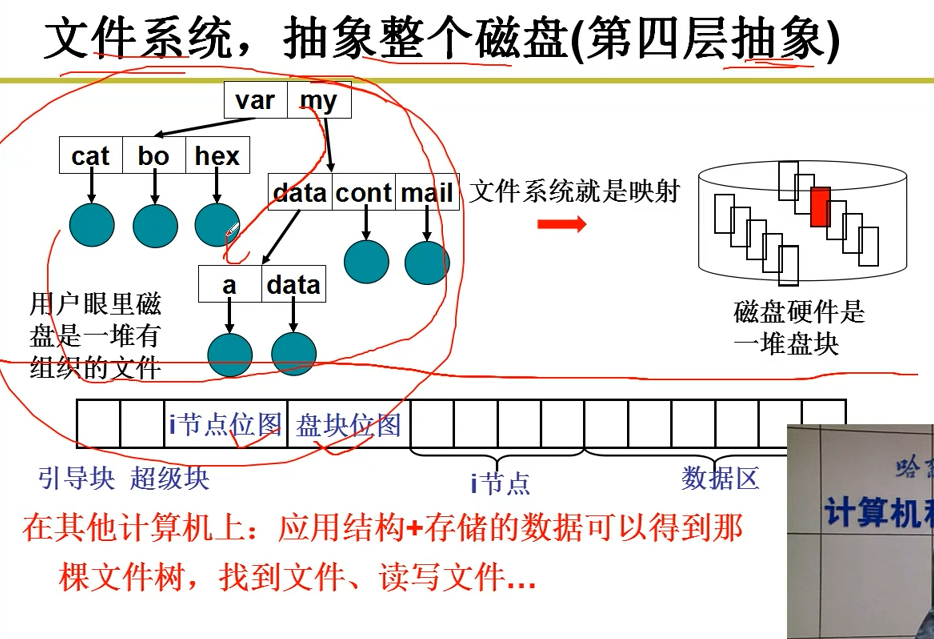 文件系统，抽象整个磁盘(第四层抽象)
var my
cat bo hex
data cont mail
文件系统就是映射
a data
用户眼里磁
盘是一堆有
组织的文件
磁盘硬件是
一堆盘块
i节点位图 盘块位图
引导块 超级块
i节点
数据区
哈
计算机
在其他计算机上：应用结构+存储的数据可以得到那
棵文件树，找到文件、读写文件…